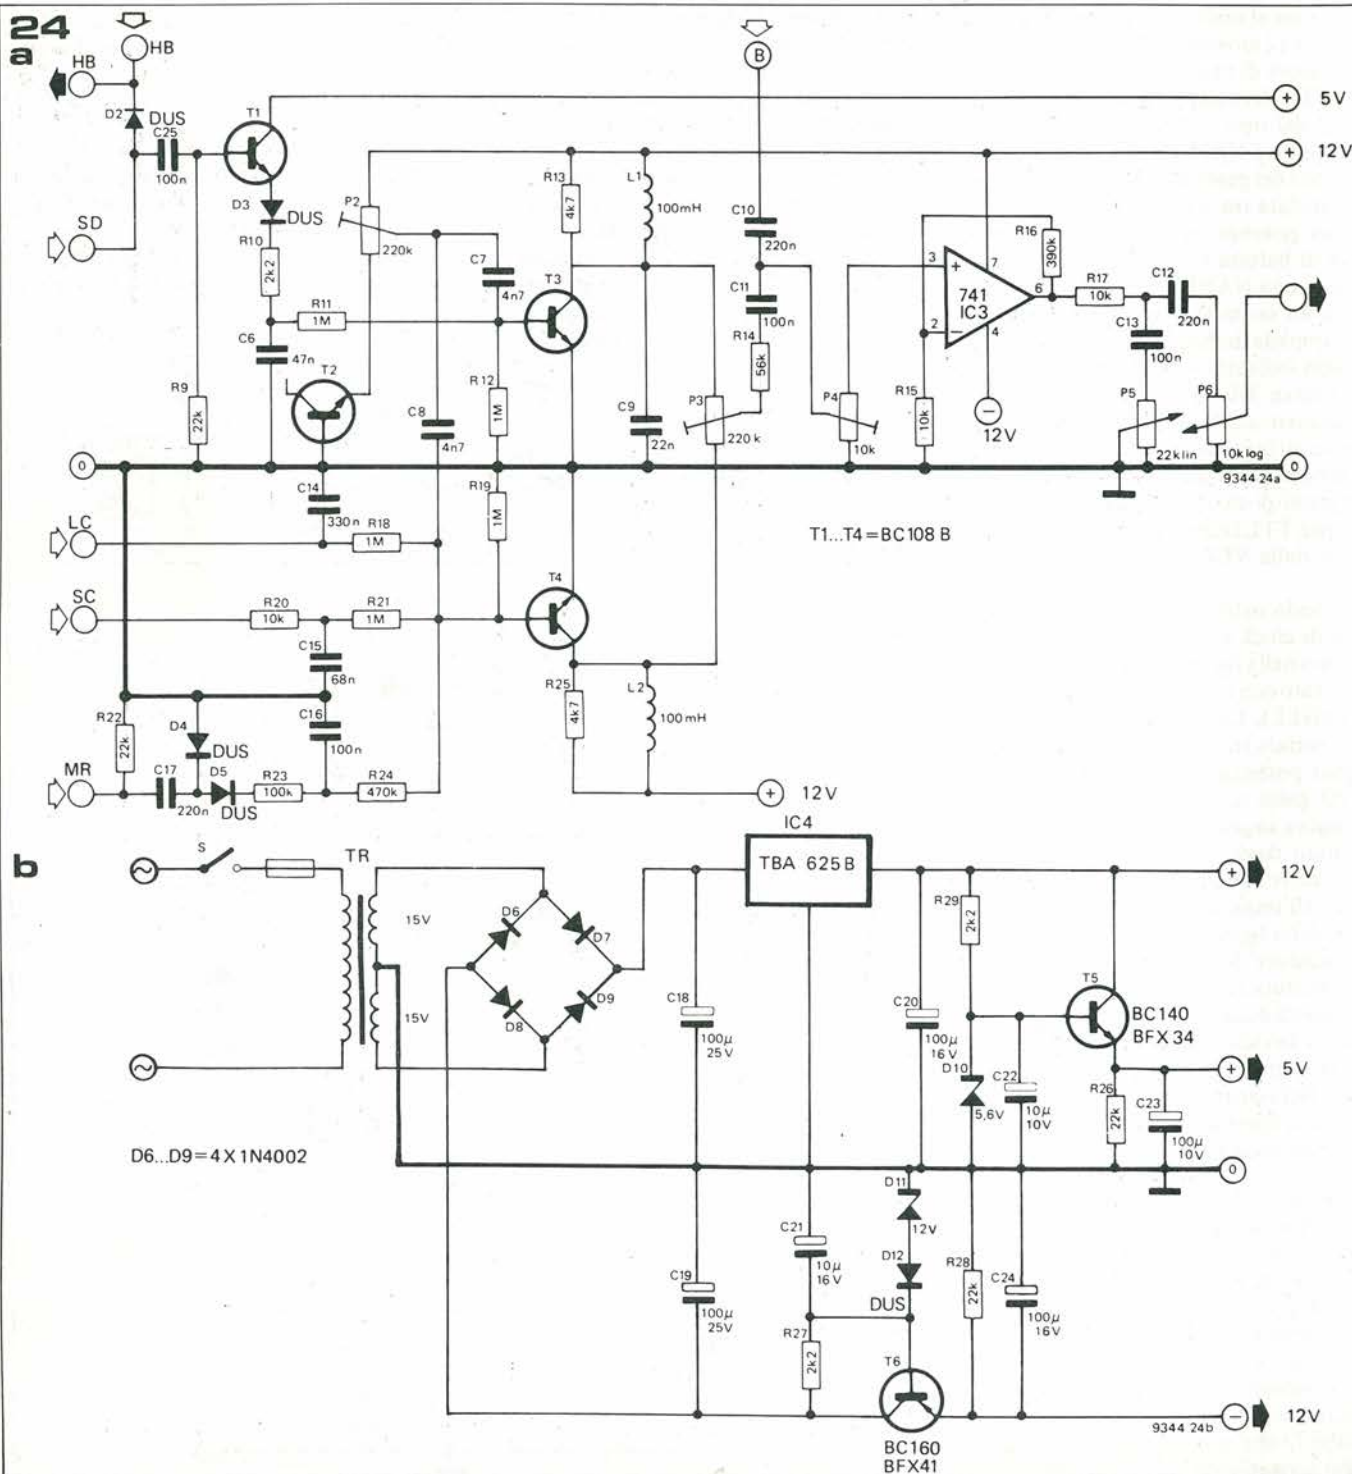 24
a
HB
HB
B
D2
DUS
C25
100n
T1
5V
12V
SD
D3
DUS
P2
220k
R13
4k7
L1
100mH
C10
220n
R16
390k
R10
2k2
C7
4n7
T3
3
+
7
741
IC3
6
2
−
4
R17
10k
C12
220n
R11
1M
C11
100n
C13
100n
C6
47n
R14
56k
T2
R9
22k
C8
4n7
R12
1M
P3
220k
P4
10k
R15
10k
12V
P5
22k lin
P6
10k log
C9
22n
9344 24a
0
0
C14
330n
R19
1M
LC
R18
1M
T1...T4=BC108 B
SC
R20
10k
R21
1M
T4
C15
68n
R25
4k7
L2
100mH
R22
22k
D4
DUS
C16
100n
MR
C17
220n
D5
DUS
R23
100k
R24
470k
+ 12V
b
S
TR
IC4
TBA 625B
+ 12V
15V
15V
D6
D7
D8
D9
R29
2k2
T5
BC140
BFX 34
C18
100µ
25V
C20
100µ
16V
D10
5,6V
C22
10µ
10V
+ 5V
R26
22k
C23
100µ
10V
D6...D9=4X1N4002
0
D11
12V
C21
10µ
16V
D12
DUS
C19
100µ
25V
R28
22k
C24
100µ
16V
R27
2k2
T6
BC160
BFX41
9344 24b
− 12V